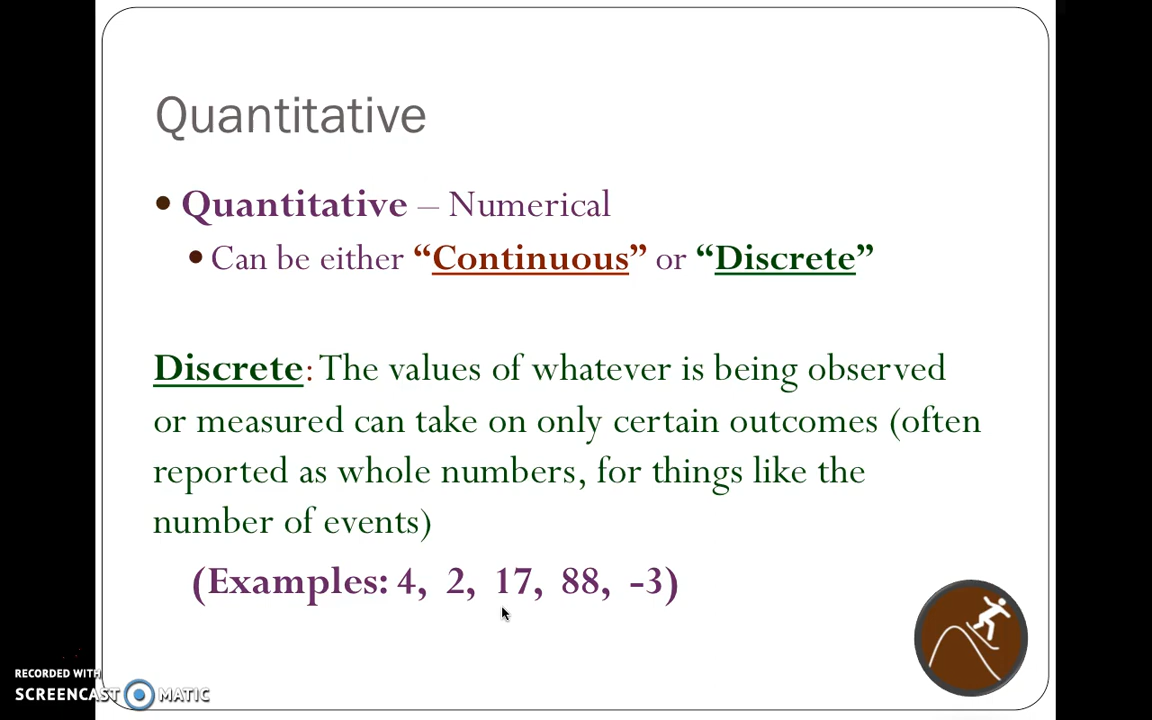 Quantitative
• Quantitative – Numerical
• Can be either “Continuous” or “Discrete”
Discrete: The values of whatever is being observed
or measured can take on only certain outcomes (often
reported as whole numbers, for things like the
number of events)
(Examples: 4, 2, 17, 88, -3)
RECORDED WITH
SCREENCAST MATIC